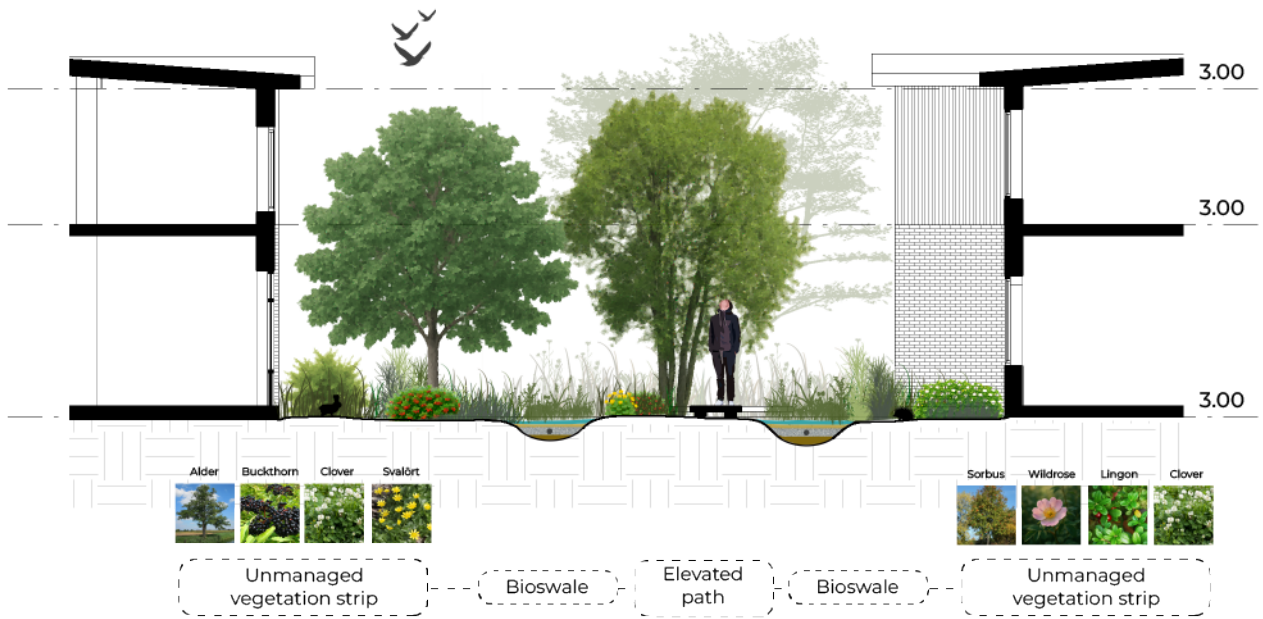 3.00
3.00
3.00
Alder Buckthorn Clover Svalört
Sorbus Wildrose Lingon Clover
Unmanaged
vegetation strip
Bioswale
Elevated
path
Bioswale
Unmanaged
vegetation strip